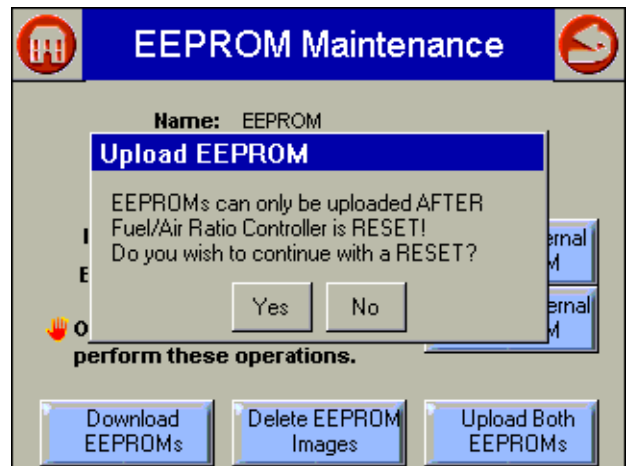 EEPROM Maintenance
Name: EEPROM
Upload EEPROM
EEPROMs can only be uploaded AFTER
Fuel/Air Ratio Controller is RESET!
Do you wish to continue with a RESET?
Yes No
perform these operations.
Download
EEPROMs
Delete EEPROM
Images
Upload Both
EEPROMs